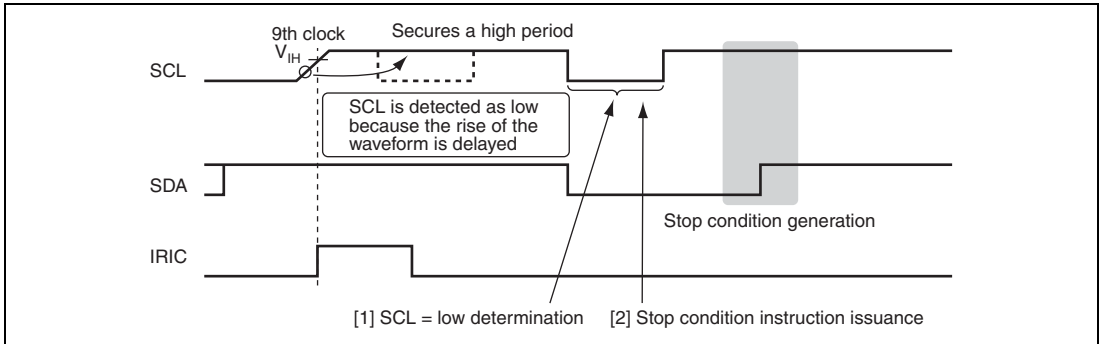 9th clock
Secures a high period
VIH
SCL
SCL is detected as low
because the rise of the
waveform is delayed
SDA
Stop condition generation
IRIC
[1] SCL = low determination
[2] Stop condition instruction issuance